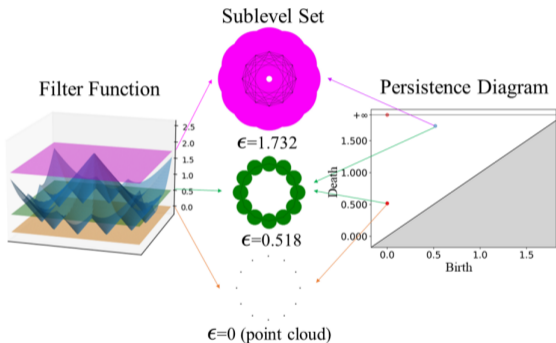 Sublevel Set
Filter Function
Persistence Diagram
2.5
2.0
1.5
1.0
0.5
0.0
ϵ=1.732
ϵ=0.518
ϵ=0 (point cloud)
+∞
1.500
1.000
0.500
0.000
Death
0.0 0.5 1.0 1.5
Birth